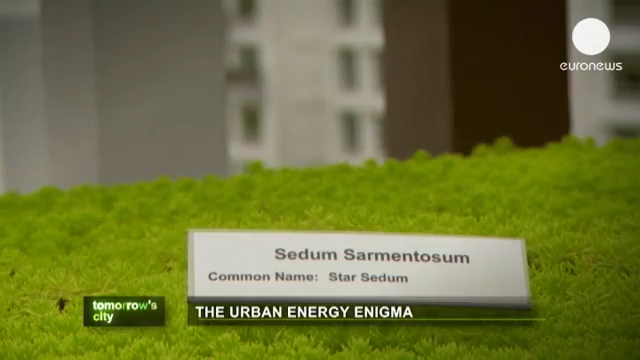 euronews
Sedum Sarmentosum
Common Name: Star Sedum
tomorrow's
city
THE URBAN ENERGY ENIGMA